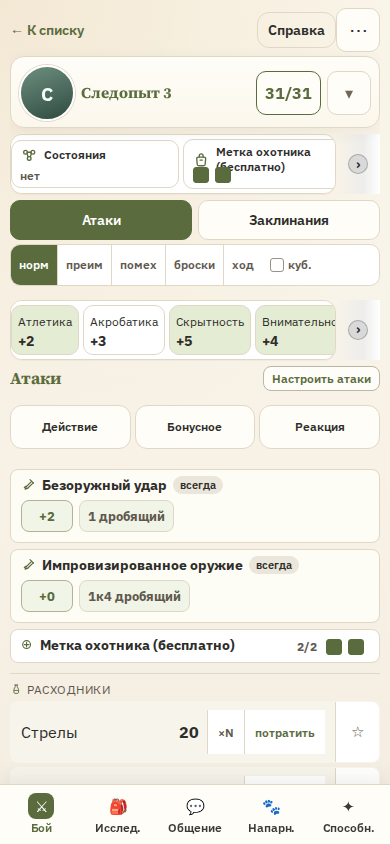 ← К списку
Справка
...
С
Следопыт 3
31/31
▼
Состояния
нет
Метка охотника
(бесплатно)
›
Атаки
Заклинания
норм
преим
помех
броски
ход
куб.
Атлетика
+2
Акробатика
+3
Скрытность
+5
Внимательно
+4
›
Атаки
Настроить атаки
Действие
Бонусное
Реакция
Безоружный удар
всегда
+2
1 дробящий
Импровизированное оружие
всегда
+0
1к4 дробящий
Метка охотника (бесплатно)
2/2
РАСХОДНИКИ
Стрелы
20
×N
потратить
☆
Бой
Исслед.
Общение
Напарн.
Способн.